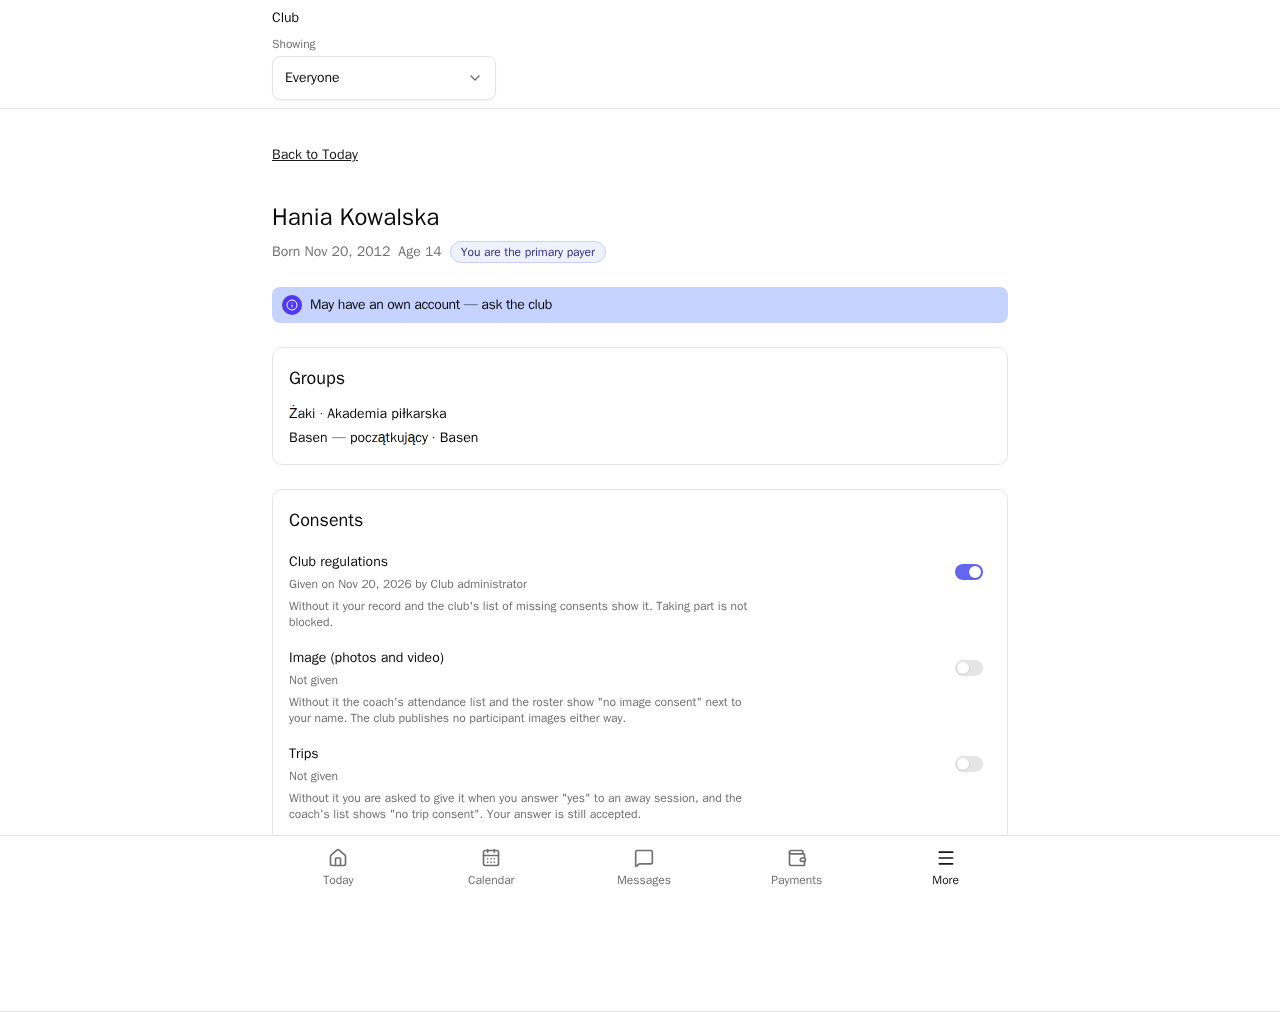 Club
Showing
Everyone
Back to Today
Hania Kowalska
Born Nov 20, 2012 Age 14 You are the primary payer
May have an own account — ask the club
Groups
Żaki · Akademia piłkarska
Basen — początkujący · Basen
Consents
Club regulations
Given on Nov 20, 2026 by Club administrator
Without it your record and the club's list of missing consents show it. Taking part is not
blocked.
Image (photos and video)
Not given
Without it the coach's attendance list and the roster show "no image consent" next to
your name. The club publishes no participant images either way.
Trips
Not given
Without it you are asked to give it when you answer "yes" to an away session, and the
coach's list shows "no trip consent". Your answer is still accepted.
Today
Calendar
Messages
Payments
More